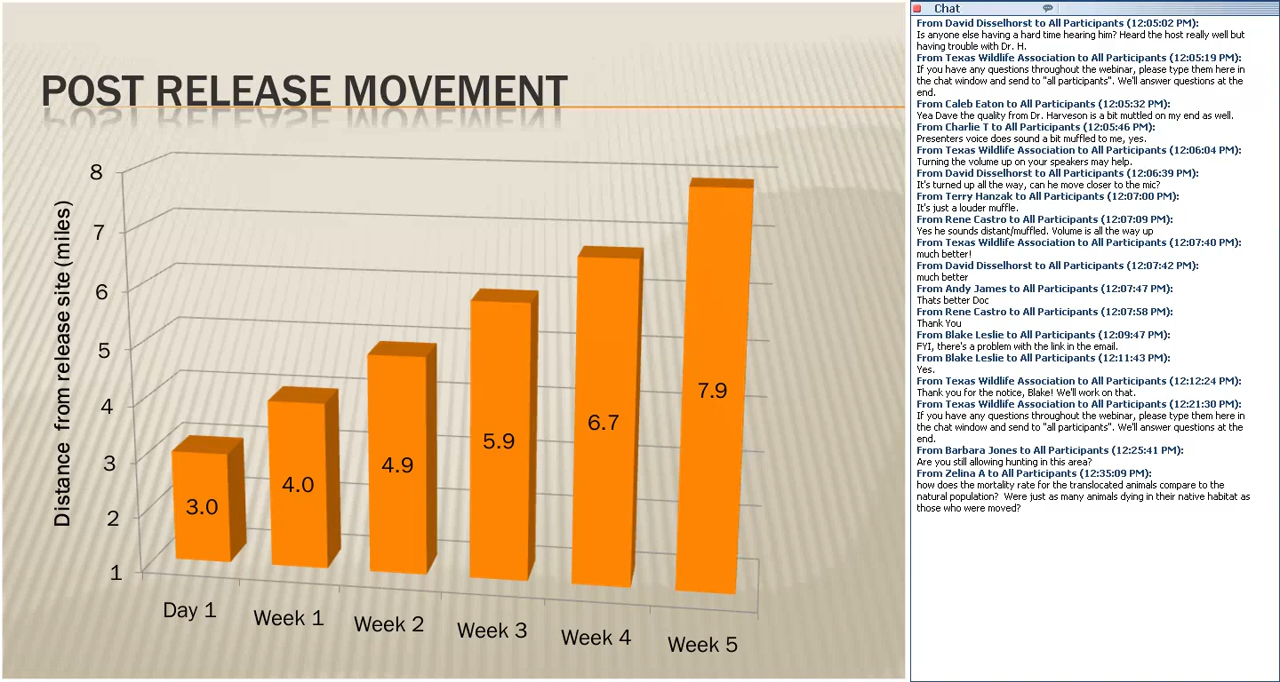 POST RELEASE MOVEMENT
Distance from release site (miles)
8
7
6
5
4
3
2
1
3.0
4.0
4.9
5.9
6.7
7.9
Day 1
Week 1
Week 2
Week 3
Week 4
Week 5
Chat
From David Disselhorst to All Participants (12:05:02 PM):
Is anyone else having a hard time hearing him? Heard the host really well but
having trouble with Dr. H.
From Texas Wildlife Association to All Participants (12:05:19 PM):
If you have any questions throughout the webinar, please type them here in
the chat window and send to "all participants". We'll answer questions at the
end.
From Caleb Eaton to All Participants (12:05:32 PM):
Yea Dave the quality from Dr. Harveson is a bit muttled on my end as well.
From Charlie T to All Participants (12:05:46 PM):
Presenters voice does sound a bit muffled to me, yes.
From Texas Wildlife Association to All Participants (12:06:04 PM):
Turning the volume up on your speakers may help.
From David Disselhorst to All Participants (12:06:39 PM):
It's turned up all the way, can he move closer to the mic?
From Terry Hanzak to All Participants (12:07:00 PM):
It's just a louder muffle.
From Rene Castro to All Participants (12:07:09 PM):
Yes he sounds distant/muffled. Volume is all the way up
From Texas Wildlife Association to All Participants (12:07:40 PM):
much better!
From David Disselhorst to All Participants (12:07:42 PM):
much better
From Andy James to All Participants (12:07:47 PM):
Thats better Doc
From Rene Castro to All Participants (12:07:58 PM):
Thank You
From Blake Leslie to All Participants (12:09:47 PM):
FYI, there's a problem with the link in the email.
From Blake Leslie to All Participants (12:11:43 PM):
Yes.
From Texas Wildlife Association to All Participants (12:12:24 PM):
Thank you for the notice, Blake! We'll work on that.
From Texas Wildlife Association to All Participants (12:21:30 PM):
If you have any questions throughout the webinar, please type them here in
the chat window and send to "all participants". We'll answer questions at the
end.
From Barbara Jones to All Participants (12:25:41 PM):
Are you still allowing hunting in this area?
From Zelina A to All Participants (12:35:09 PM):
how does the mortality rate for the translocated animals compare to the
natural population?  Were just as many animals dying in their native habitat as
those who were moved?